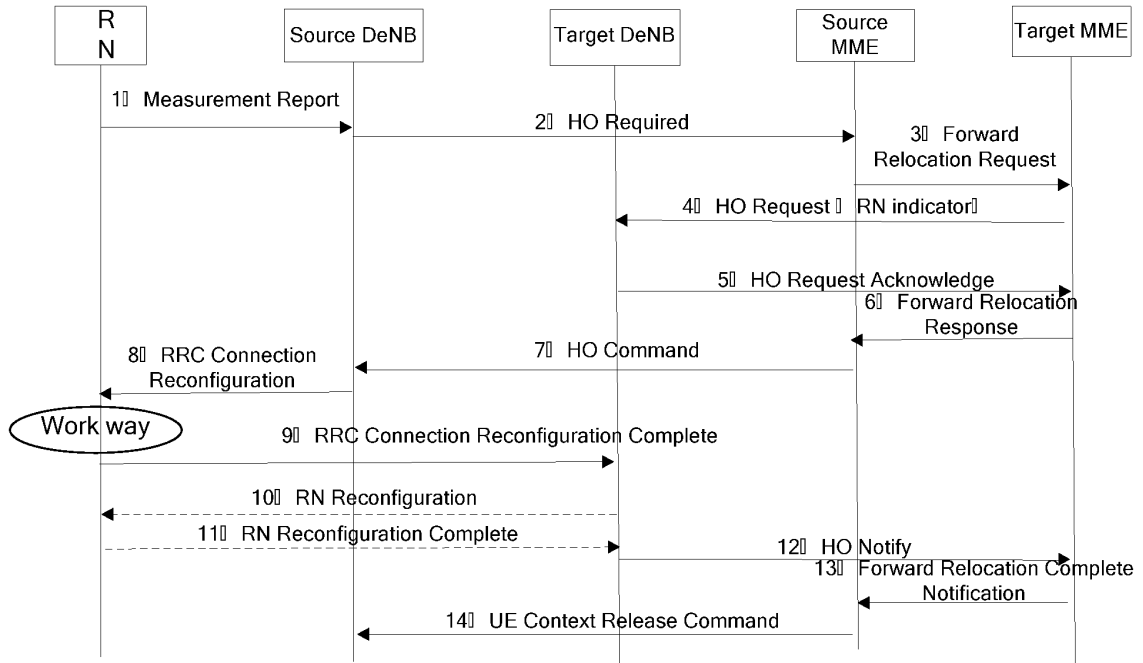 R
N
Source DeNB
Target DeNB
Source
MME
Target MME
1▯ Measurement Report
2▯ HO Required
3▯ Forward
Relocation Request
4▯ HO Request ▯ RN indicator▯
5▯ HO Request Acknowledge
6▯ Forward Relocation
Response
7▯ HO Command
8▯ RRC Connection
Reconfiguration
Work way
9▯ RRC Connection Reconfiguration Complete
10▯ RN Reconfiguration
11▯ RN Reconfiguration Complete
12▯ HO Notify
13▯ Forward Relocation Complete
Notification
14▯ UE Context Release Command